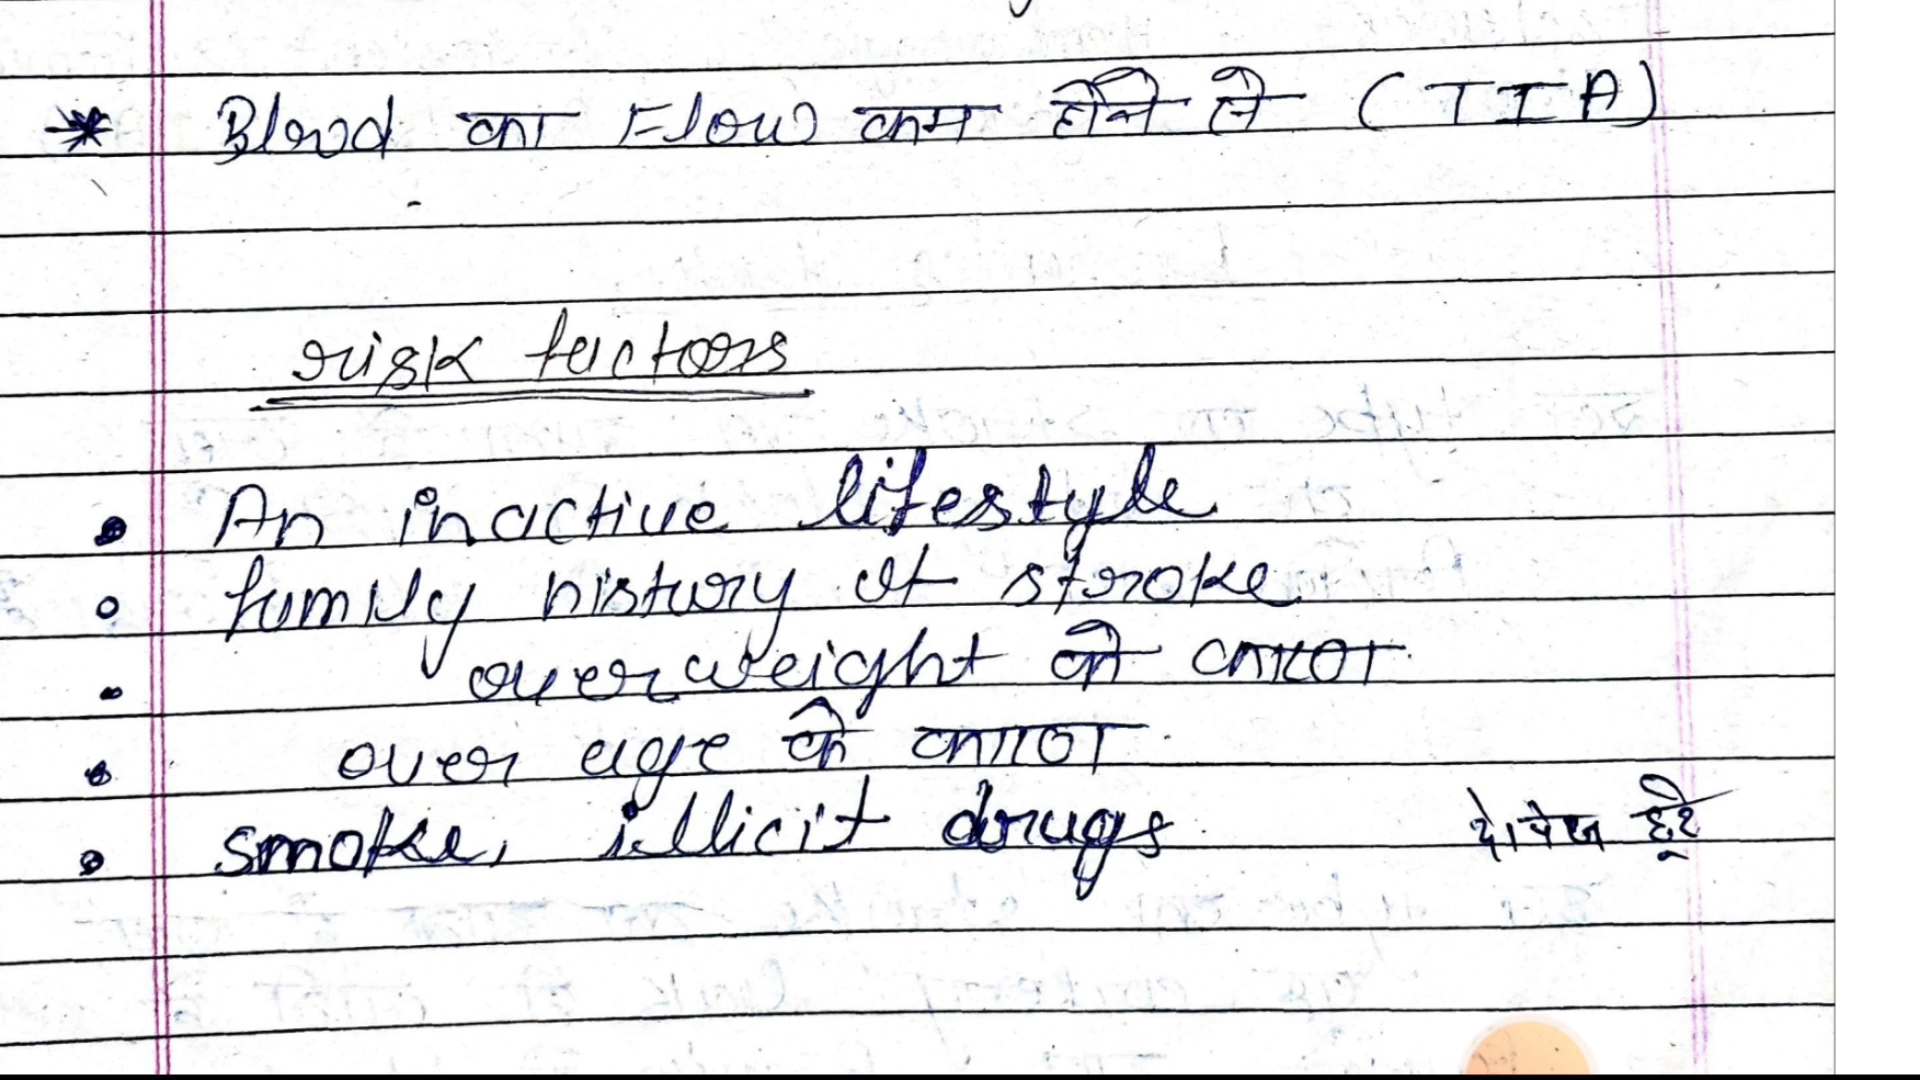 * Blood का Flow कम होने से (TIA)
risk factors
• An inactive lifestyle
• family history of stroke
• overweight के कारण
• over age के कारण
• smoke, illicit drugs